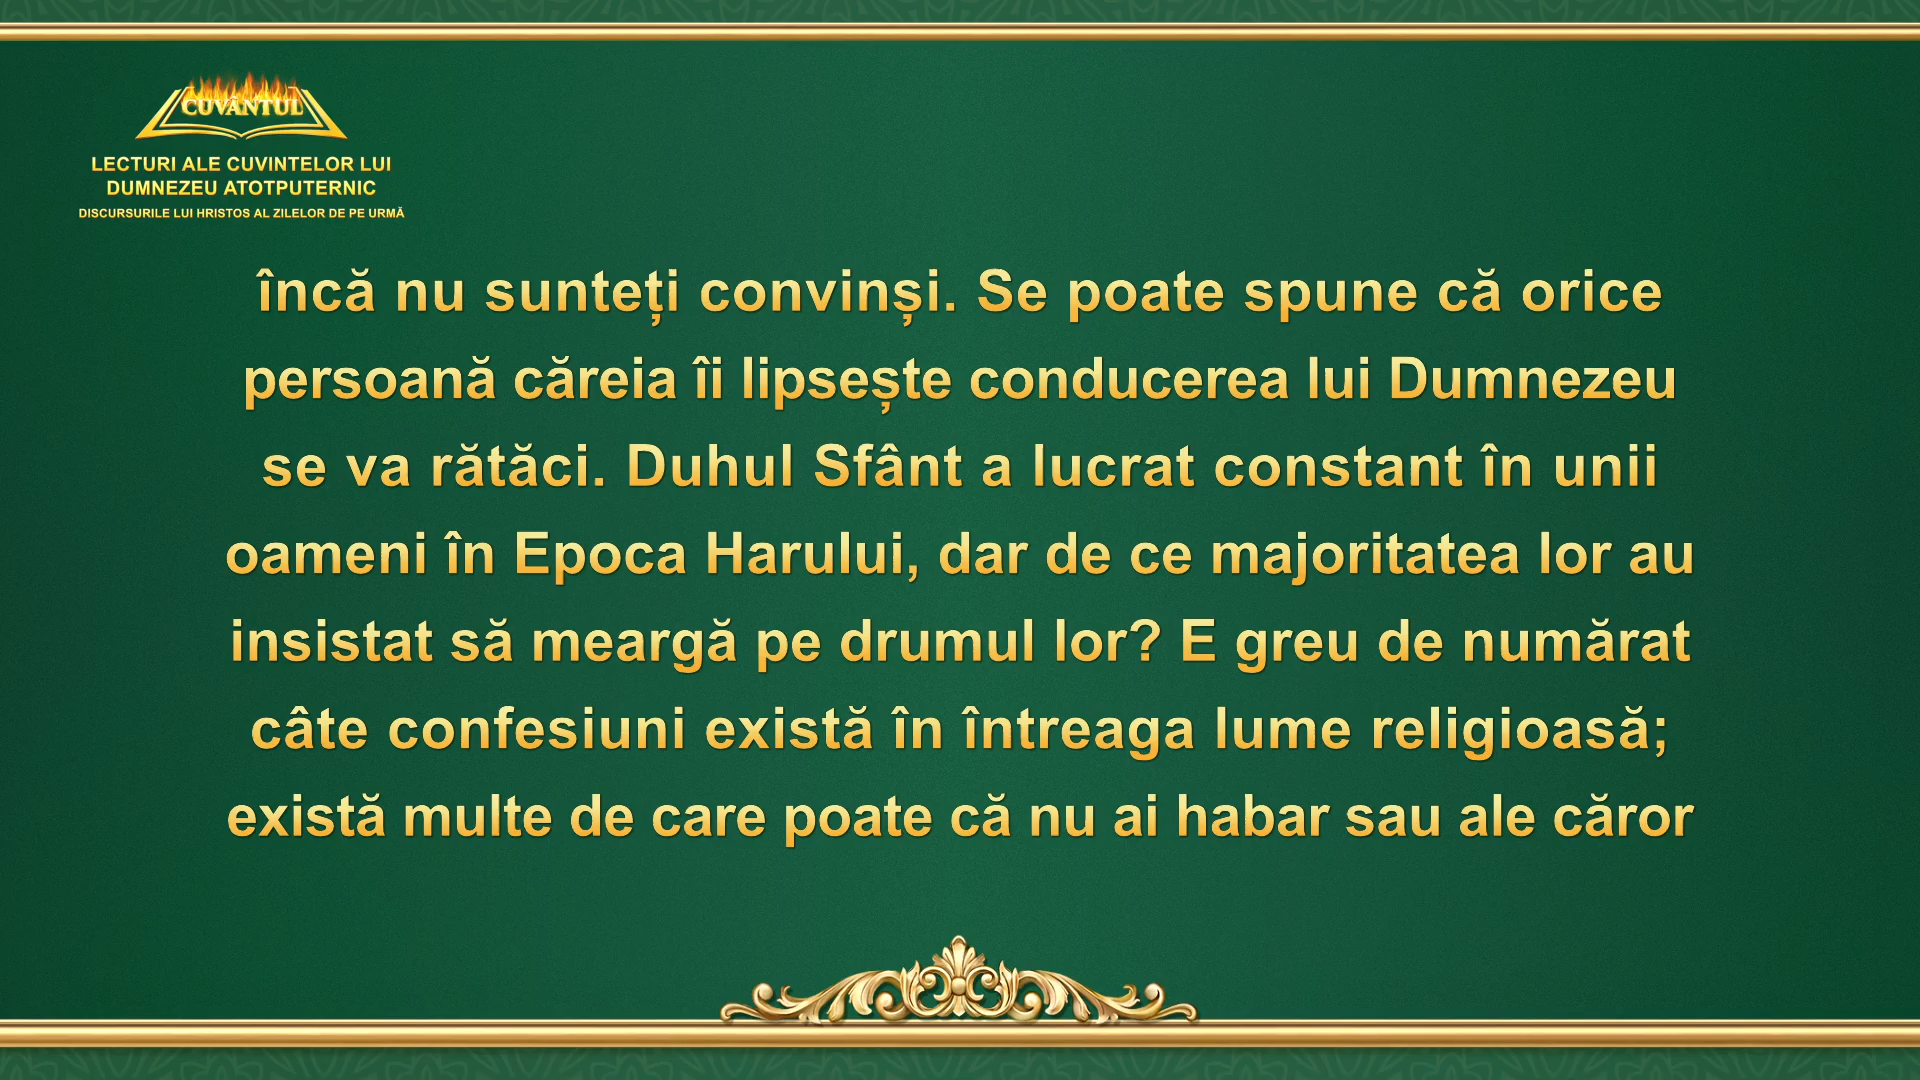 CUVÂNTUL
LECTURI ALE CUVINTELOR LUI
DUMNEZEU ATOTPUTERNIC
DISCURSURILE LUI HRISTOS AL ZILELOR DE PE URMĂ
încă nu sunteți convinși. Se poate spune că orice
persoană căreia îi lipsește conducerea lui Dumnezeu
se va rătăci. Duhul Sfânt a lucrat constant în unii
oameni în Epoca Harului, dar de ce majoritatea lor au
insistat să meargă pe drumul lor? E greu de numărat
câte confesiuni există în întreaga lume religioasă;
există multe de care poate că nu ai habar sau ale căror